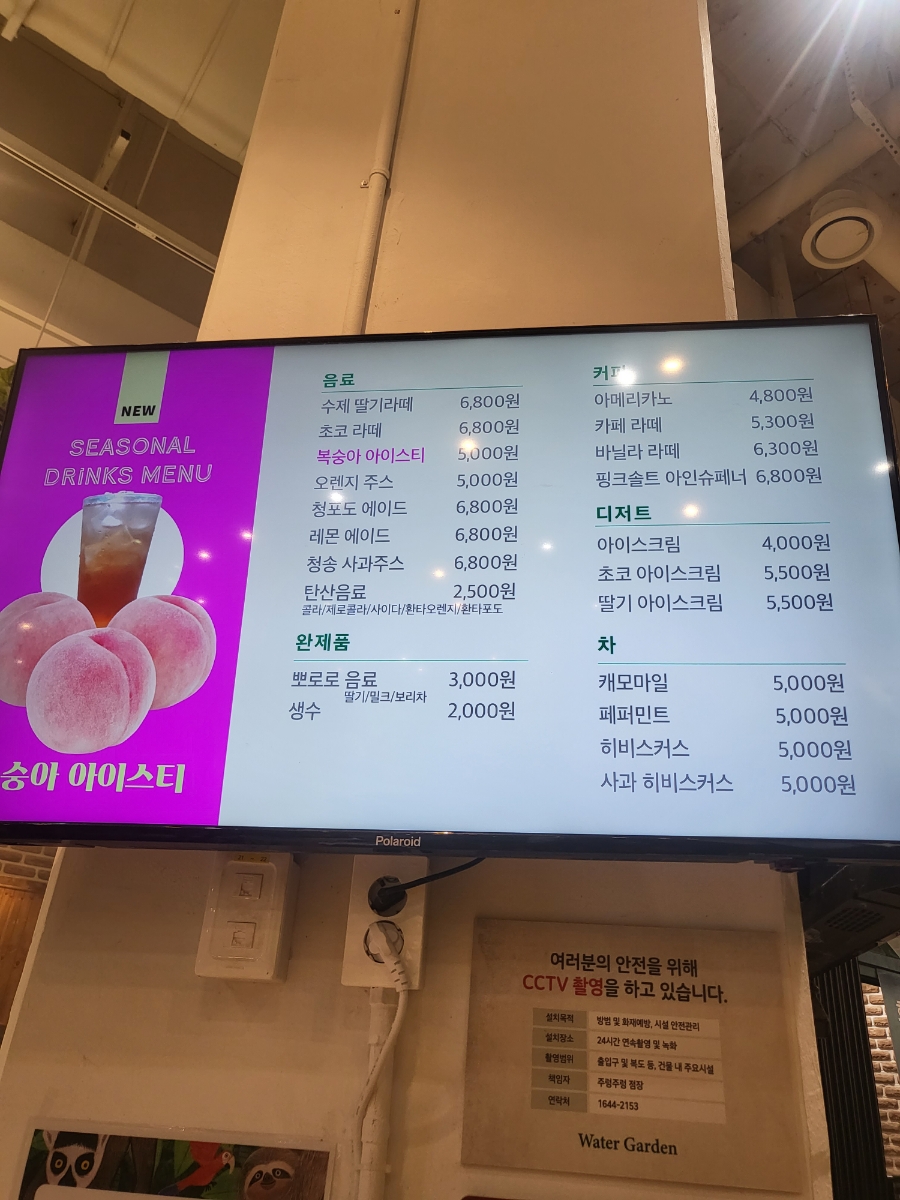 NEW
SEASONAL
DRINKS MENU
숭아 아이스티
음료
수제 딸기라떼 6,800원
초코 라떼 6,800원
복숭아 아이스티 5,000원
오렌지 주스 5,000원
청포도 에이드 6,800원
레몬 에이드 6,800원
청송 사과주스 6,800원
탄산음료 2,500원
콜라/제로콜라/사이다/환타오렌지/환타포도
완제품
뽀로로 음료 3,000원
딸기/밀크/보리차
생수 2,000원
커피
아메리카노 4,800원
카페 라떼 5,300원
바닐라 라떼 6,300원
핑크솔트 아인슈페너 6,800원
디저트
아이스크림 4,000원
초코 아이스크림 5,500원
딸기 아이스크림 5,500원
차
캐모마일 5,000원
페퍼민트 5,000원
히비스커스 5,000원
사과 히비스커스 5,000원
Polaroid
여러분의 안전을 위해
CCTV 촬영을 하고 있습니다.
설치목적 방범 및 화재예방, 시설 안전관리
설치장소 24시간 연속촬영 및 녹화
촬영범위 출입구 및 복도 등, 건물 내 주요시설
책임자 주렁주렁 점장
연락처 1644-2153
Water Garden